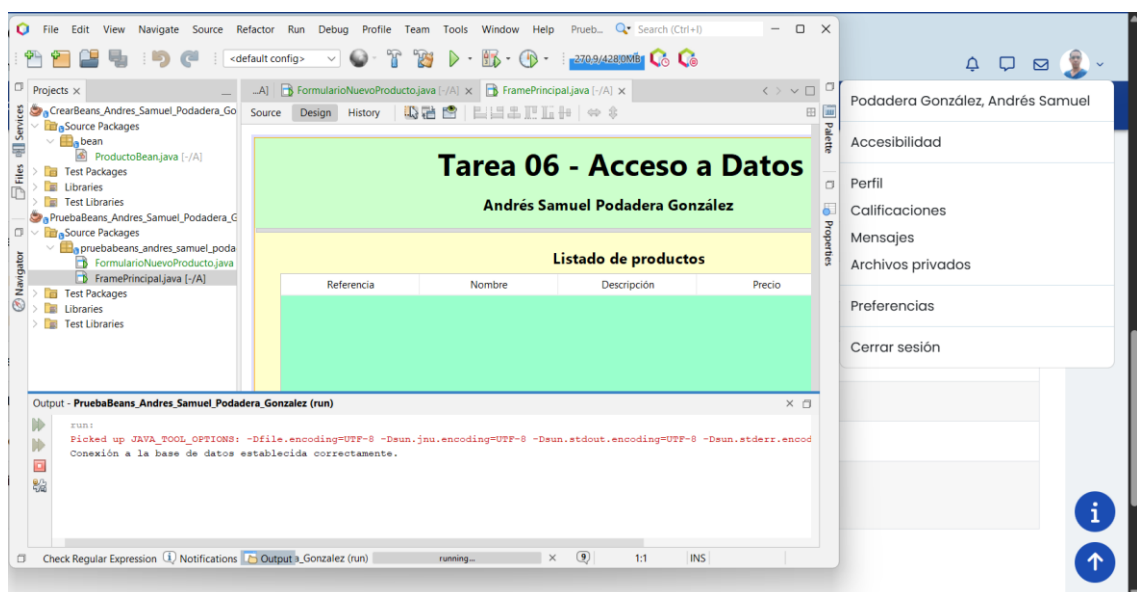 File Edit View Navigate Source Refactor Run Debug Profile Team Tools Window Help Prueb... Search (Ctrl+I)
<default config> 270,9/428,0MB
Projects
...A] FormularioNuevoProducto.java [-/A] FramePrincipal.java [-/A]
Source Design History
Services
Files
Navigator
CrearBeans_Andres_Samuel_Podadera_Go
Source Packages
bean
ProductoBean.java [-/A]
Test Packages
Libraries
Test Libraries
PruebaBeans_Andres_Samuel_Podadera_G
Source Packages
pruebabeans_andres_samuel_poda
FormularioNuevoProducto.java
FramePrincipal.java [-/A]
Test Packages
Libraries
Test Libraries
Tarea 06 - Acceso a Datos
Andrés Samuel Podadera González
Listado de productos
Referencia Nombre Descripción Precio
Palette
Properties
Output - PruebaBeans_Andres_Samuel_Podadera_Gonzalez (run)
run:
Picked up JAVA_TOOL_OPTIONS: -Dfile.encoding=UTF-8 -Dsun.jnu.encoding=UTF-8 -Dsun.stdout.encoding=UTF-8 -Dsun.stderr.encod
Conexión a la base de datos establecida correctamente.
Check Regular Expression Notifications Output a_Gonzalez (run) running... 9 1:1 INS
Podadera González, Andrés Samuel
Accesibilidad
Perfil
Calificaciones
Mensajes
Archivos privados
Preferencias
Cerrar sesión